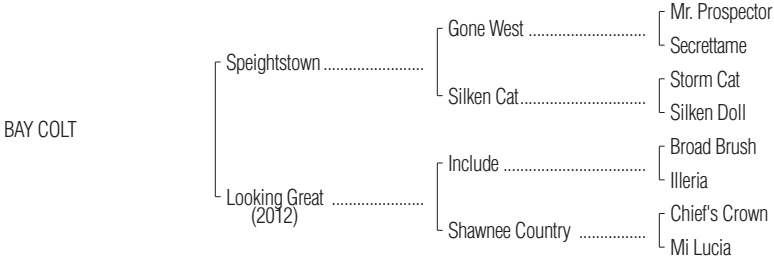 Mr. Prospector
Gone West ..............................
Secrettame
Speightstown .......................
Storm Cat
Silken Cat................................
Silken Doll
BAY COLT
Broad Brush
Include ....................................
Illeria
Looking Great .....................
(2012)
Chief's Crown
Shawnee Country ................
Mi Lucia